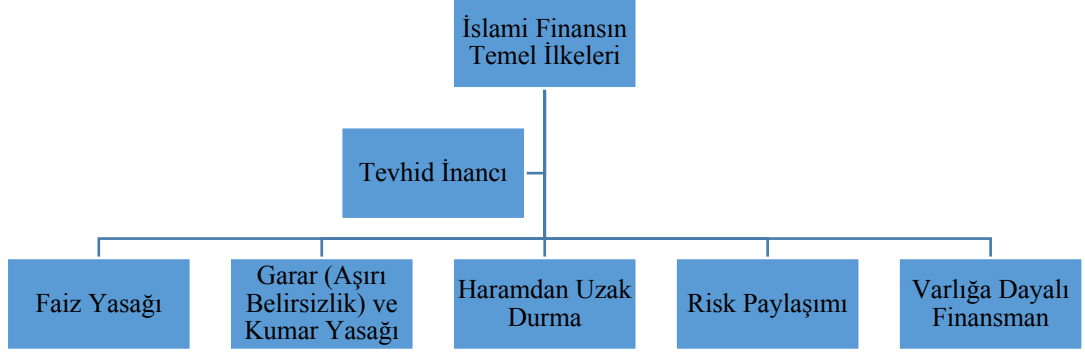 İslami Finansın
Temel İlkeleri
Tevhid İnancı
Faiz Yasağı
Garar (Aşırı
Belirsizlik) ve
Kumar Yasağı
Haramdan Uzak
Durma
Risk Paylaşımı
Varlığa Dayalı
Finansman